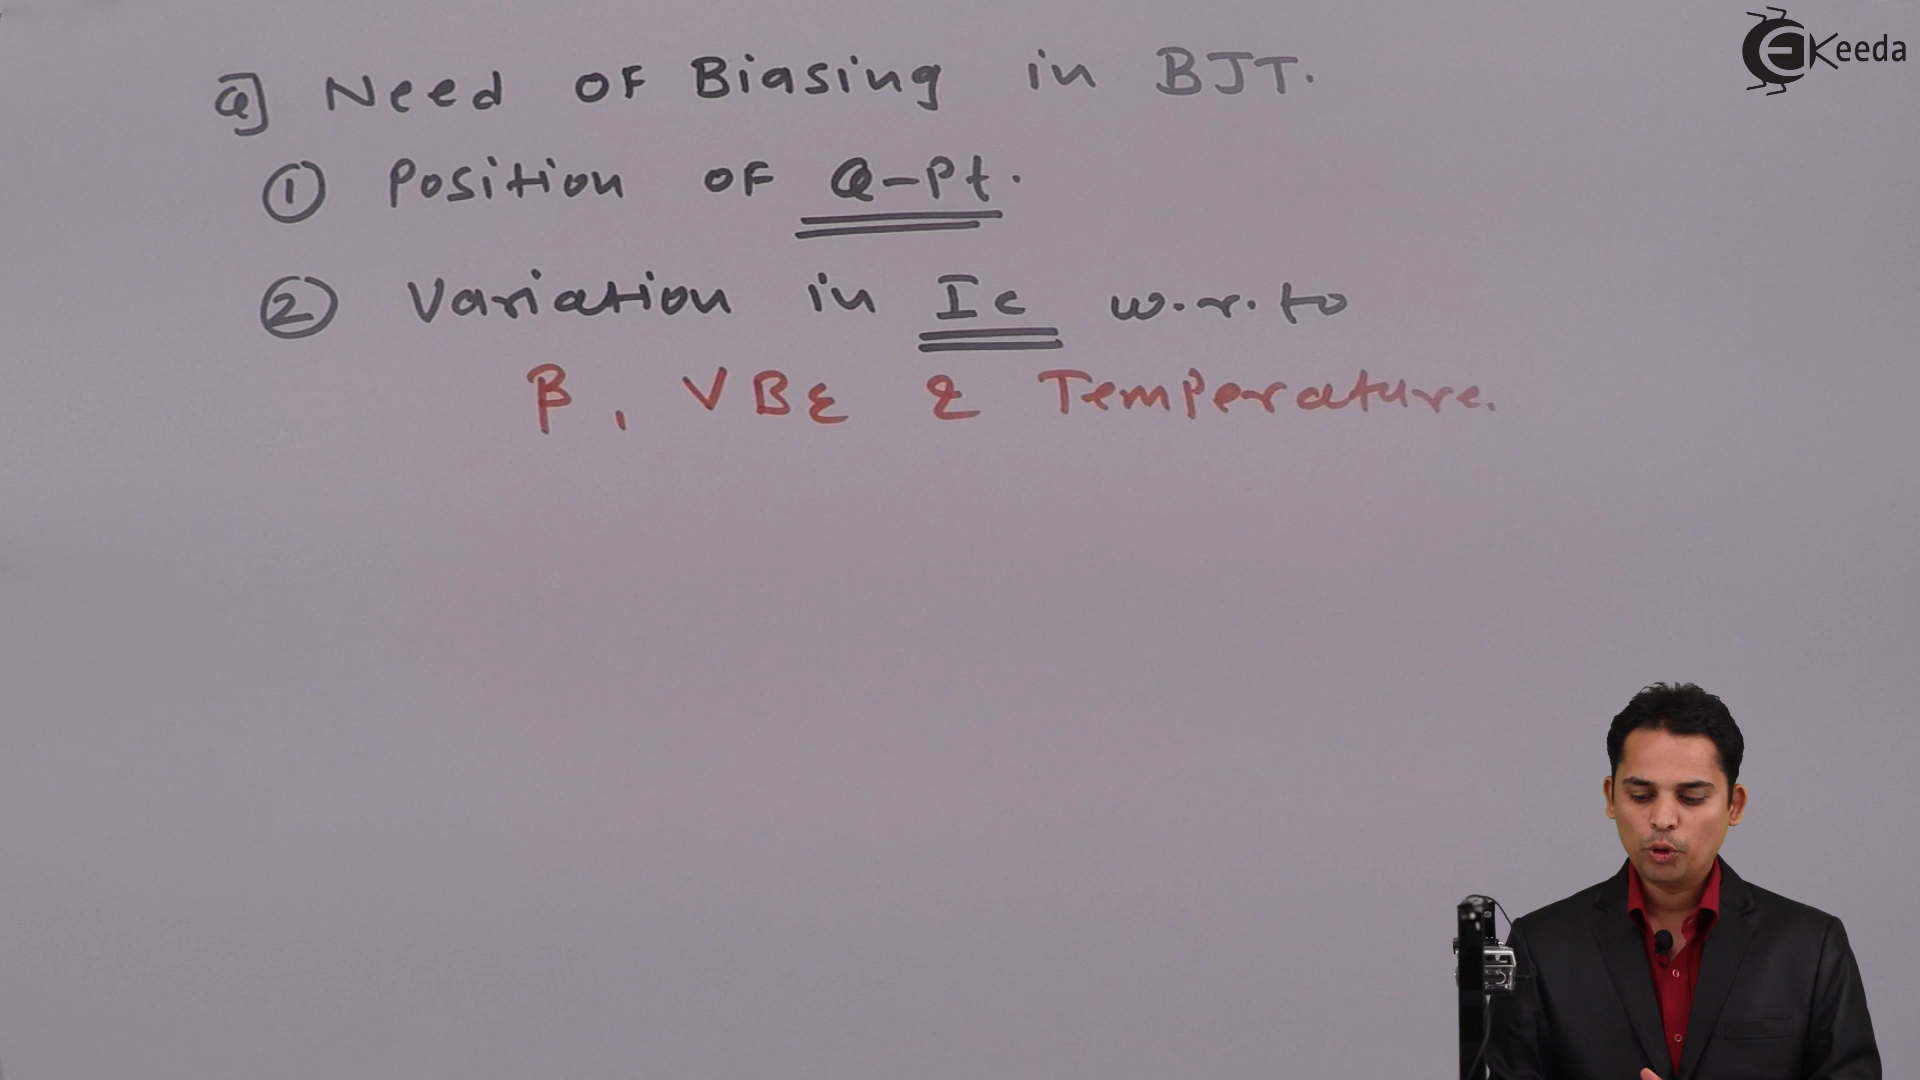 EKeeda
Q] Need of Biasing in BJT.
① Position of Q-Pt.
② Variation in Ic w.r.to
β, VBE & Temperature.